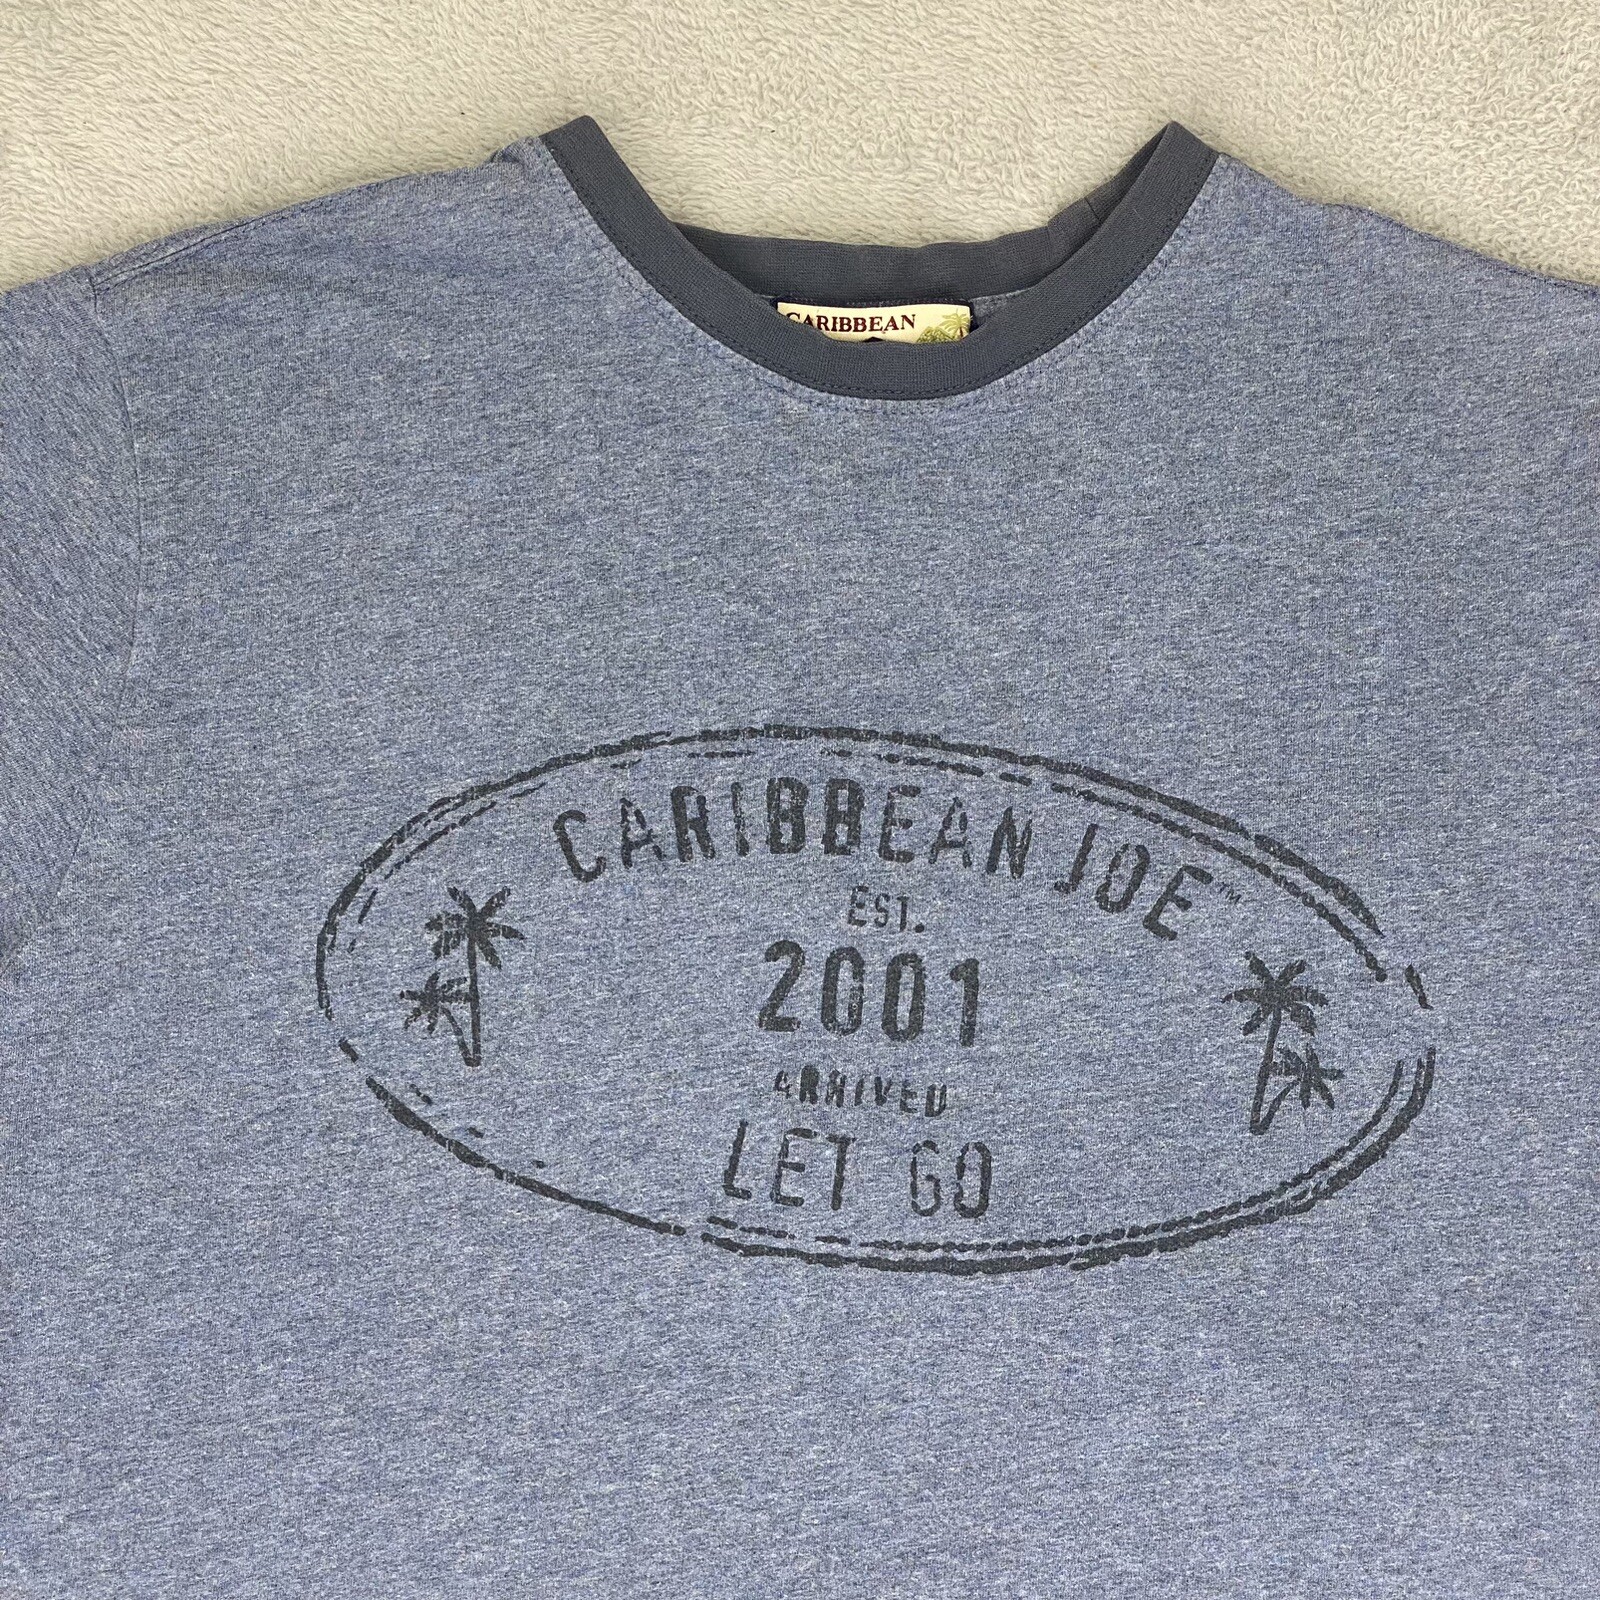 CARIBBEAN
CARIBBEAN JOE™
EST.
2001
ARRIVED
LET GO